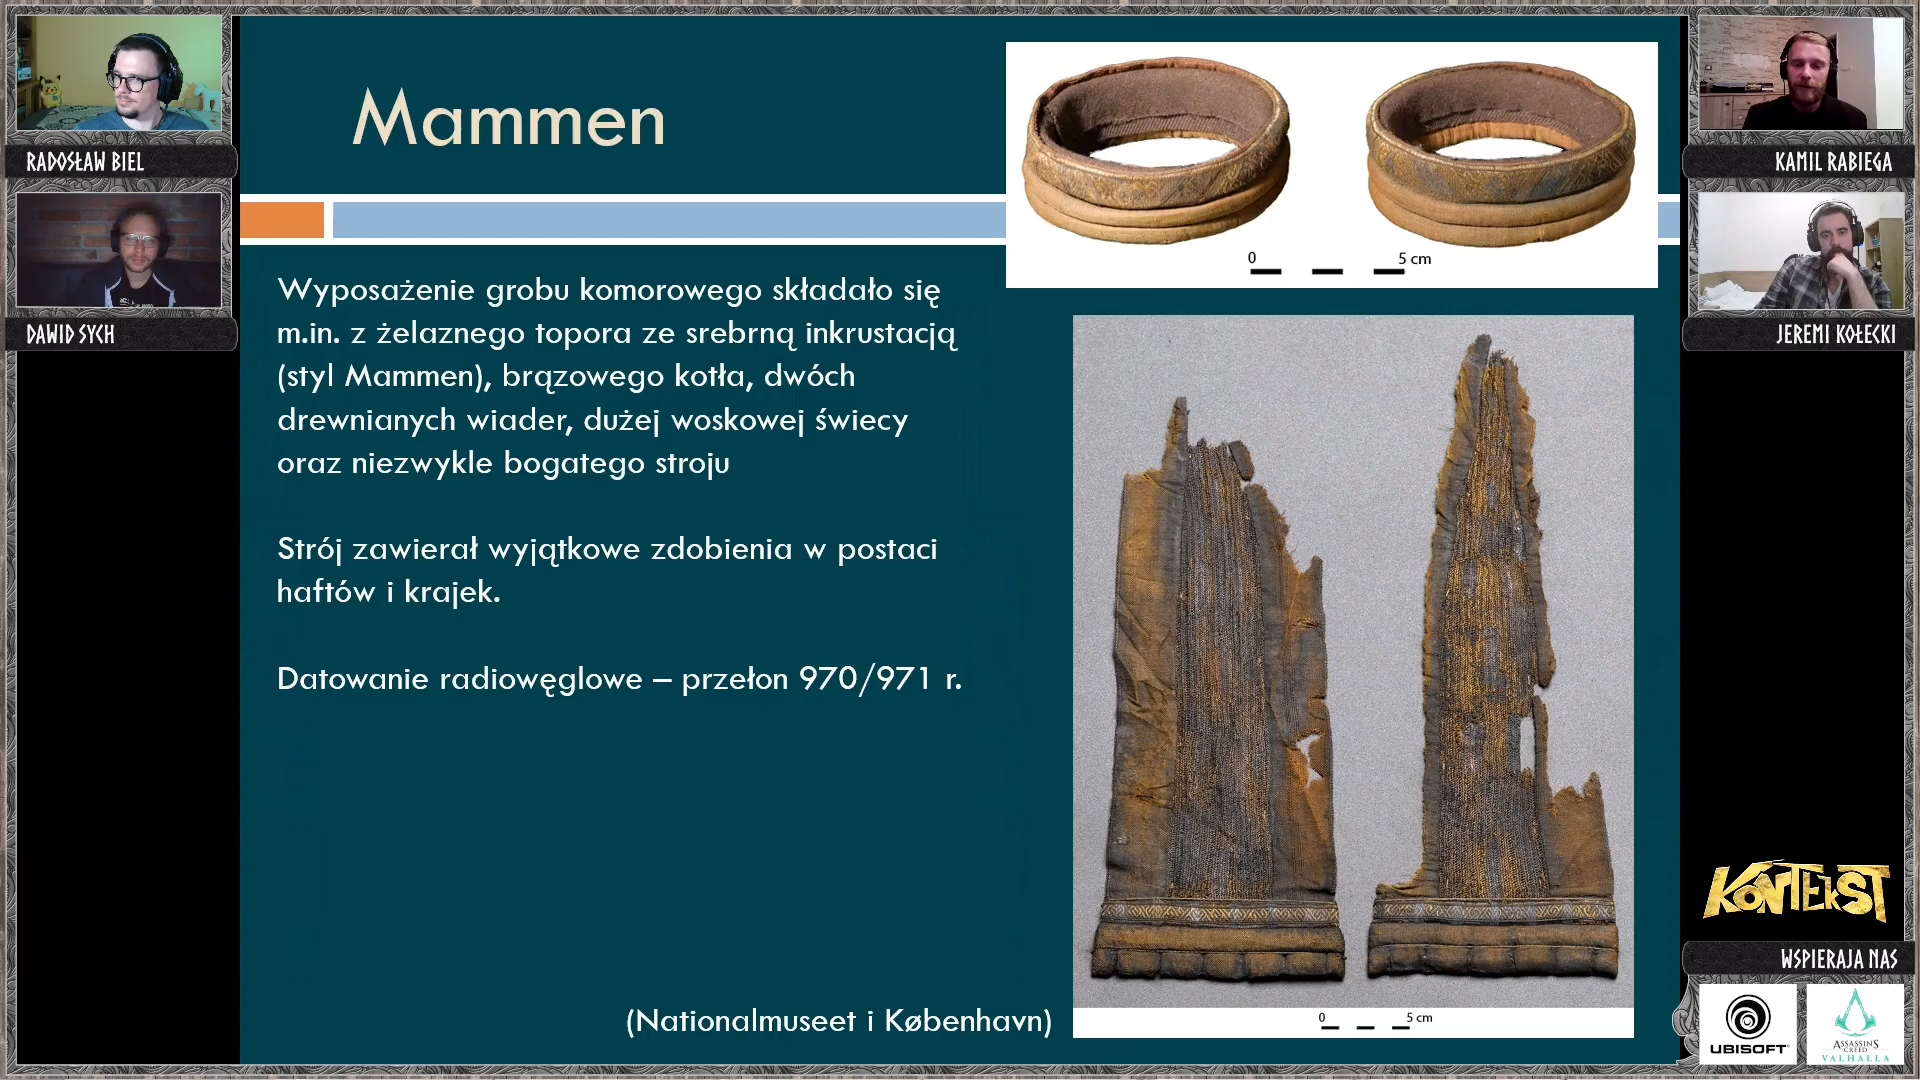 RADOSŁAW BIEL
DAWID SYCH
Mammen
Wyposażenie grobu komorowego składało się
m.in. z żelaznego topora ze srebrną inkrustacją
(styl Mammen), brązowego kotła, dwóch
drewnianych wiader, dużej woskowej świecy
oraz niezwykle bogatego stroju
Strój zawierał wyjątkowe zdobienia w postaci
haftów i krajek.
Datowanie radiowęglowe – przełon 970/971 r.
(Nationalmuseet i København)
0 5 cm
0 5 cm
KAMIL RABIEGA
JEREMI KOŁECKI
KONTEKST
WSPIERAJA NAS
UBISOFT
ASSASSIN'S
CREED
VALHALLA